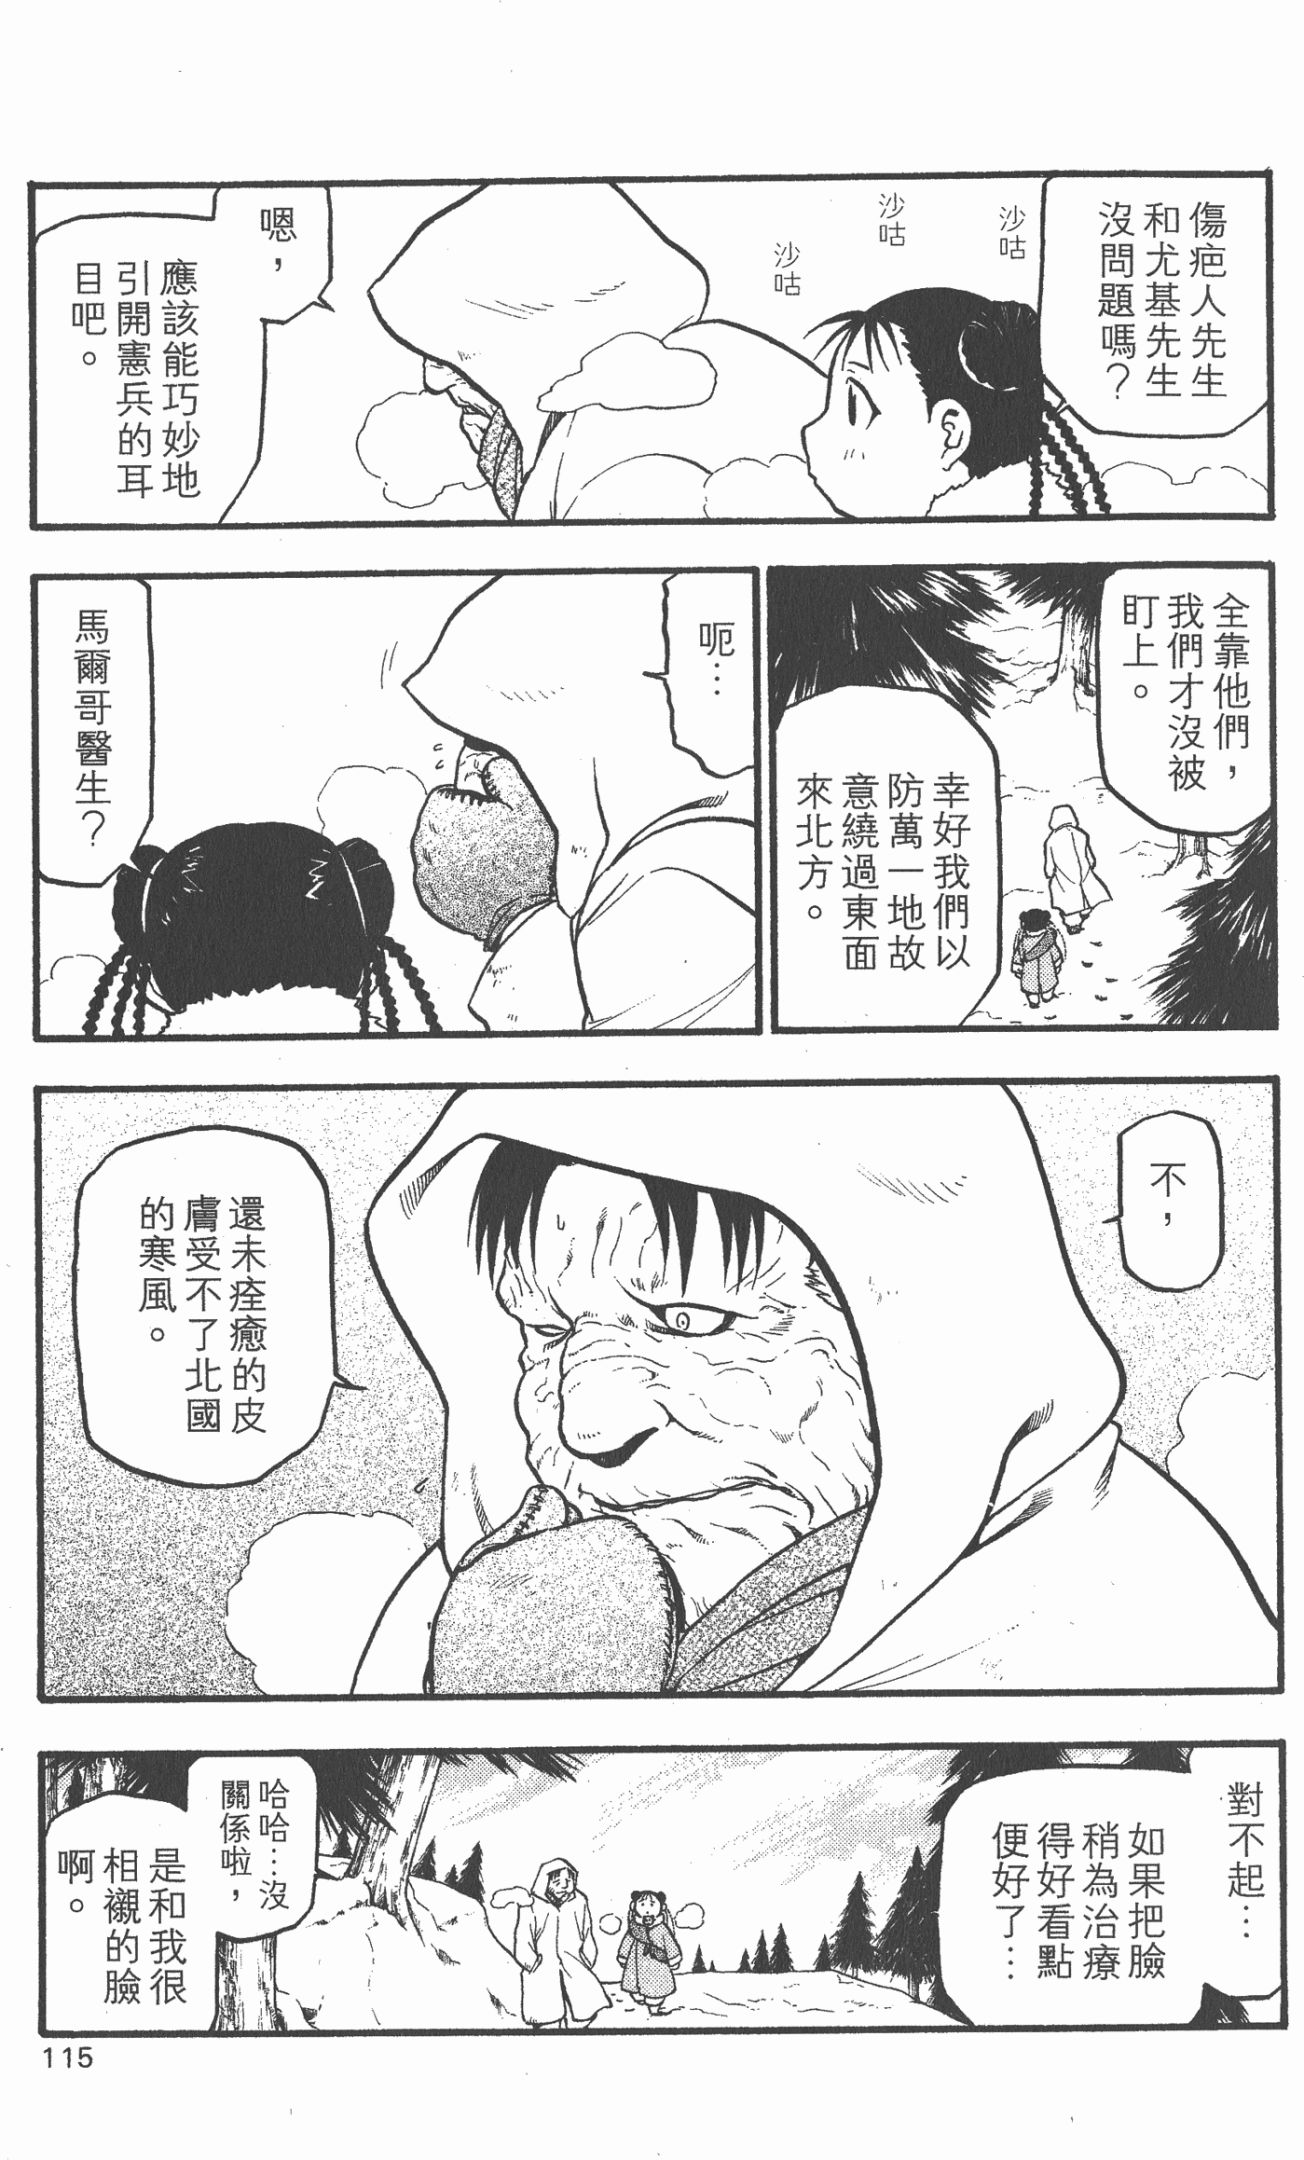 傷疤人先生
和尤基先生
沒問題嗎？
沙咕
沙咕
沙咕
嗯，
應該能巧妙地
引開憲兵的耳
目吧。
全靠他們，
我們才沒被
盯上。
幸好我們以
防萬一地故
意繞過東面
來北方。
呃…
馬爾哥醫生？
不，
還未痊癒的皮
膚受不了北國
的寒風。
對不起…
如果把臉
稍為治療
得好看點
便好了…
哈哈…沒
關係啦，
是和我很
相襯的臉
啊。
115